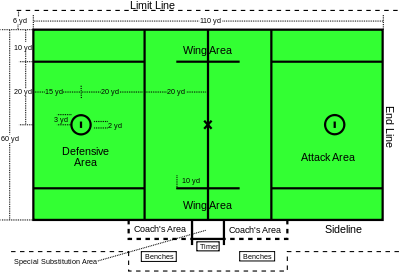 Limit Line
6 yd
110 yd
10 yd
Wing Area
20 yd
15 yd
20 yd
20 yd
3 yd
2 yd
60 yd
Defensive
Area
Attack Area
End Line
10 yd
Wing Area
Coach's Area
Coach's Area
Sideline
Timer
Special Substitution Area
Benches
Benches